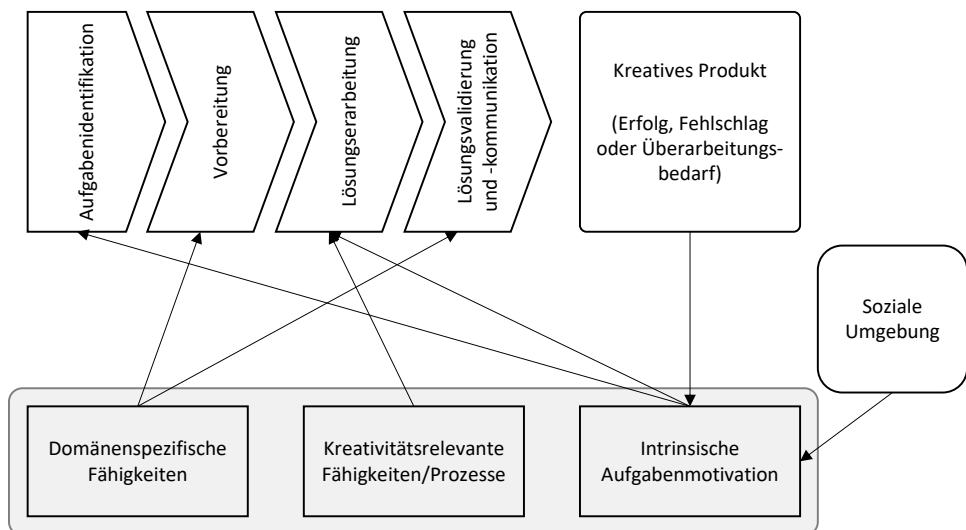 Aufgabenidentifikation
Vorbereitung
Lösungserarbeitung
Lösungsvalidierung
und -kommunikation
Kreatives Produkt
(Erfolg, Fehlschlag
oder Überarbeitungs-
bedarf)
Soziale
Umgebung
Domänenspezifische
Fähigkeiten
Kreativitätsrelevante
Fähigkeiten/Prozesse
Intrinsische
Aufgabenmotivation